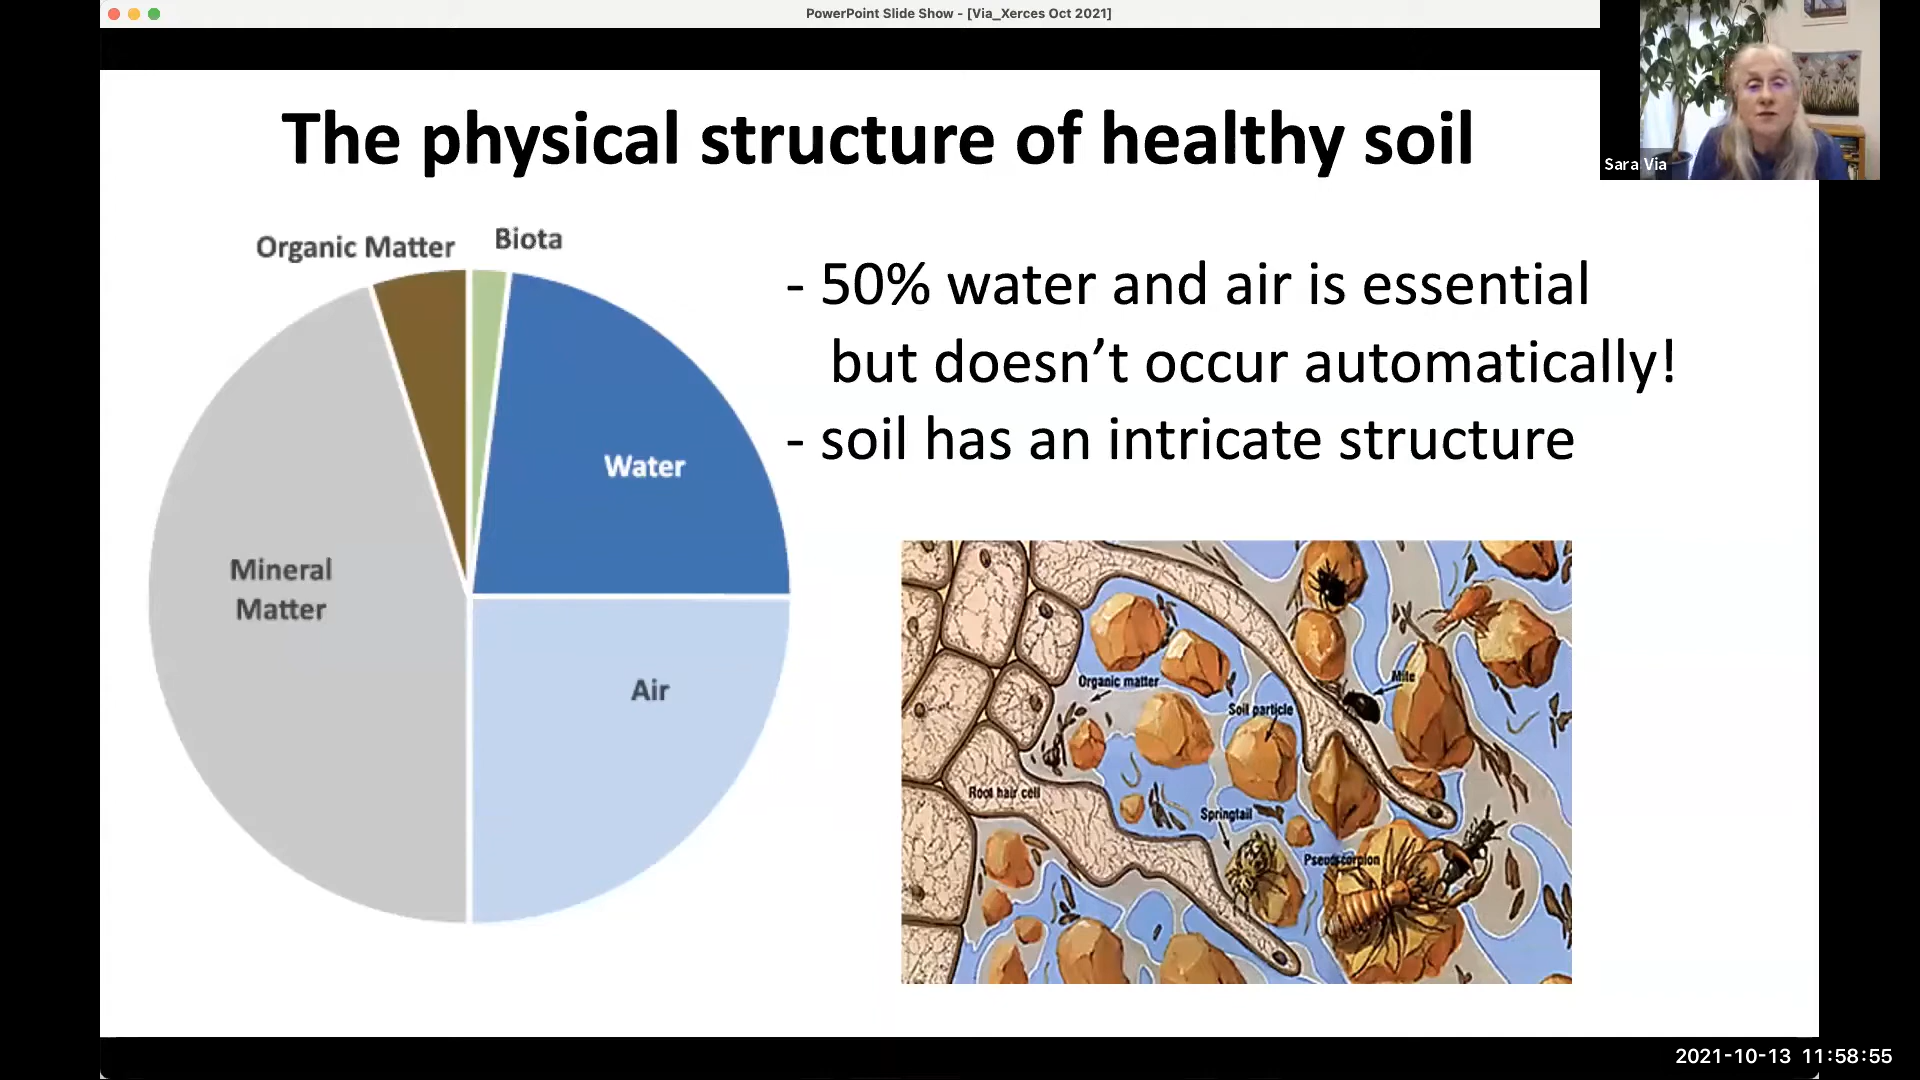 PowerPoint Slide Show - [Via_Xerces Oct 2021]
The physical structure of healthy soil
Sara Via
Organic Matter
Biota
Water
Mineral
Matter
Air
- 50% water and air is essential
but doesn’t occur automatically!
- soil has an intricate structure
Organic matter
Mite
Soil particle
Root hair cell
Springtail
Pseudoscorpion
2021-10-13 11:58:55